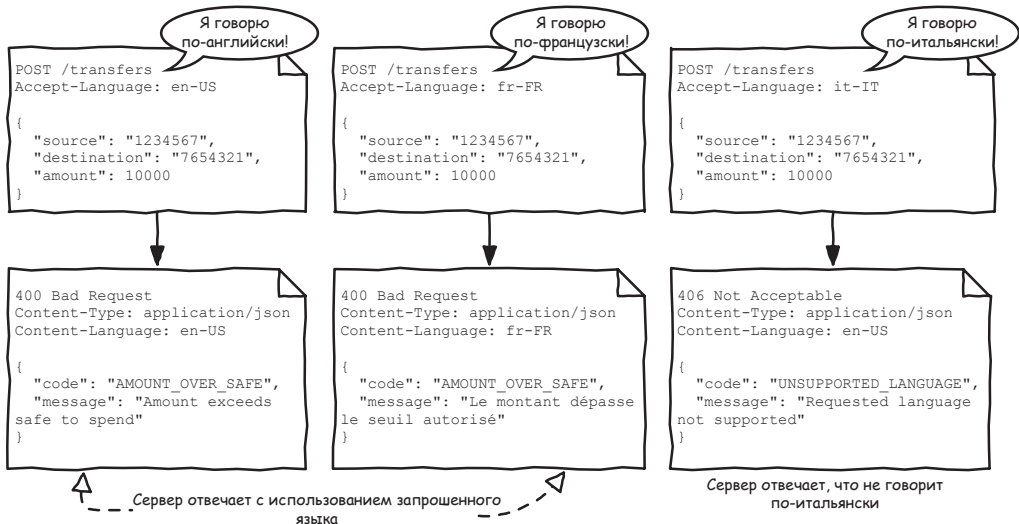 Я говорю
по-английски!
POST /transfers
Accept-Language: en-US
{
"source": "1234567",
"destination": "7654321",
"amount": 10000
}
Я говорю
по-французски!
POST /transfers
Accept-Language: fr-FR
{
"source": "1234567",
"destination": "7654321",
"amount": 10000
}
Я говорю
по-итальянски!
POST /transfers
Accept-Language: it-IT
{
"source": "1234567",
"destination": "7654321",
"amount": 10000
}
400 Bad Request
Content-Type: application/json
Content-Language: en-US
{
"code": "AMOUNT_OVER_SAFE",
"message": "Amount exceeds
safe to spend"
}
400 Bad Request
Content-Type: application/json
Content-Language: fr-FR
{
"code": "AMOUNT_OVER_SAFE",
"message": "Le montant dépasse
le seuil autorisé"
}
406 Not Acceptable
Content-Type: application/json
Content-Language: en-US
{
"code": "UNSUPPORTED_LANGUAGE",
"message": "Requested language
not supported"
}
Сервер отвечает с использованием запрошенного
языка
Сервер отвечает, что не говорит
по-итальянски